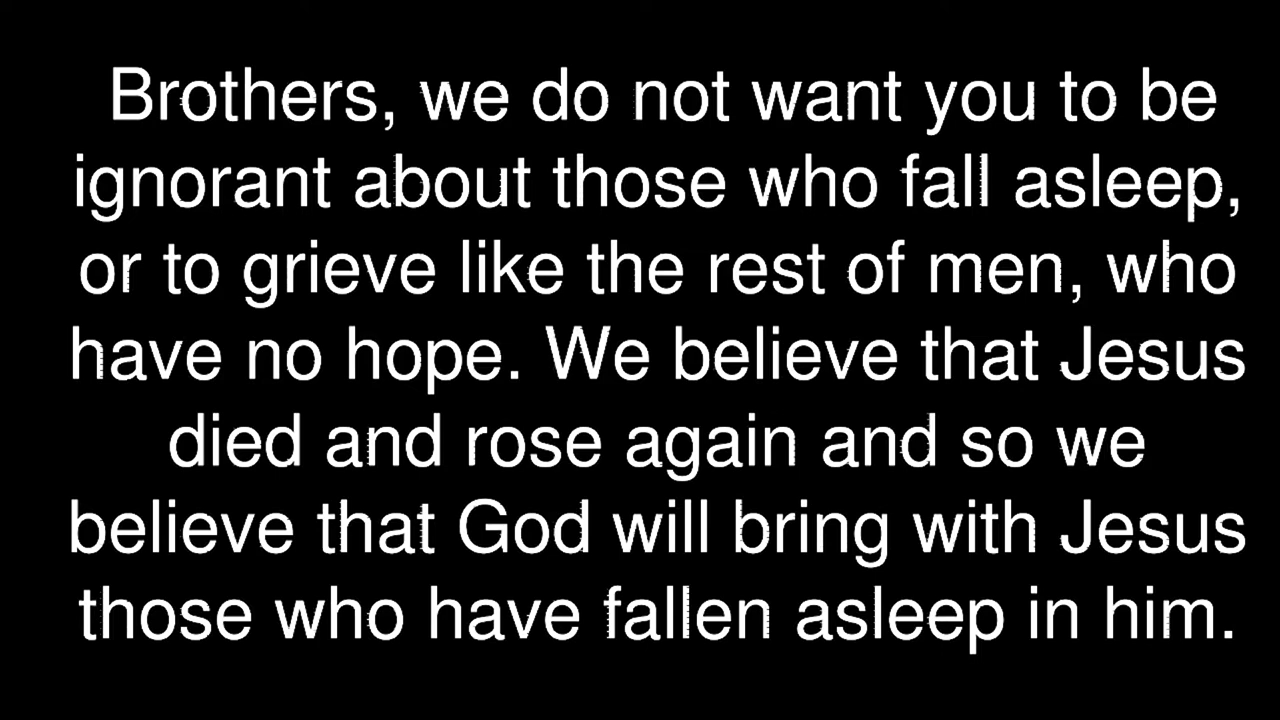 Brothers, we do not want you to be
ignorant about those who fall asleep,
or to grieve like the rest of men, who
have no hope. We believe that Jesus
died and rose again and so we
believe that God will bring with Jesus
those who have fallen asleep in him.